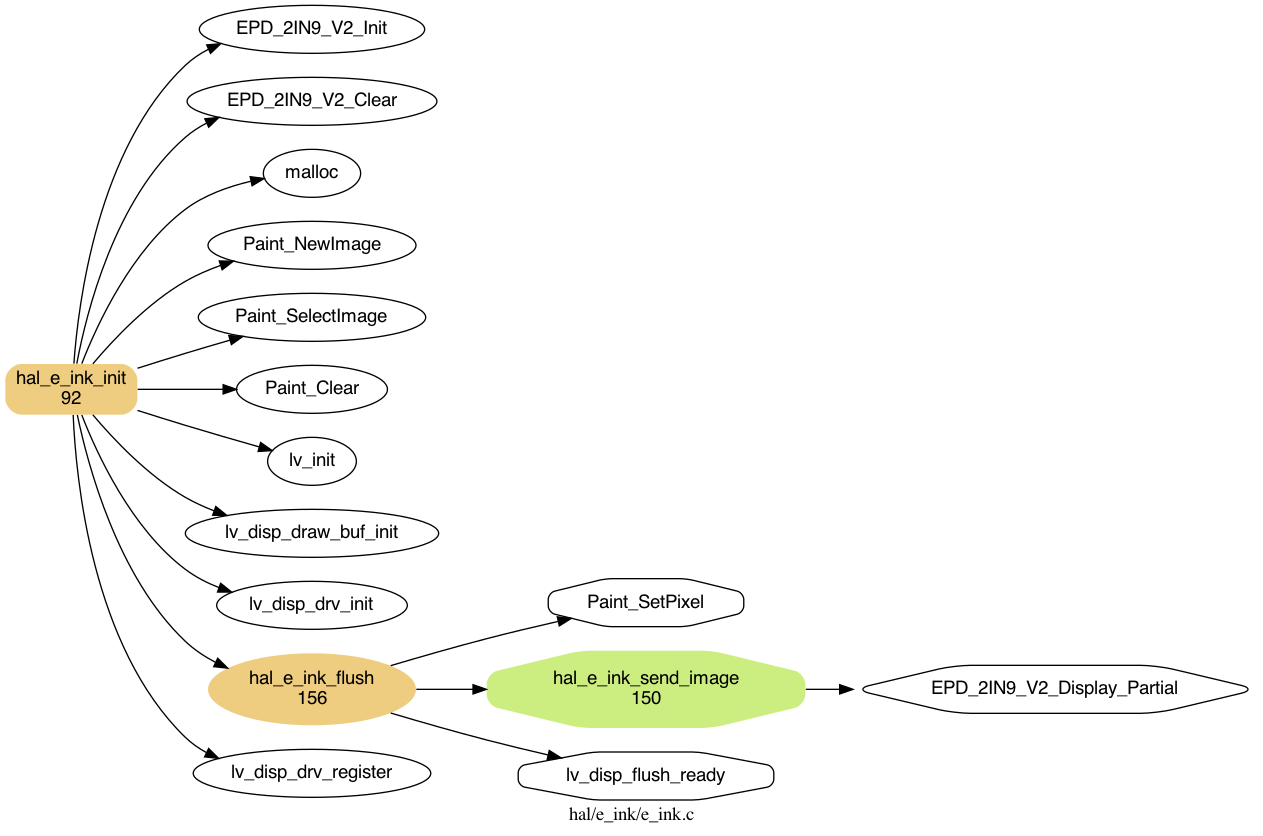 EPD_2IN9_V2_Init
EPD_2IN9_V2_Clear
malloc
Paint_NewImage
Paint_SelectImage
hal_e_ink_init
92
Paint_Clear
lv_init
lv_disp_draw_buf_init
lv_disp_drv_init
Paint_SetPixel
hal_e_ink_flush
156
hal_e_ink_send_image
150
EPD_2IN9_V2_Display_Partial
lv_disp_drv_register
lv_disp_flush_ready
hal/e_ink/e_ink.c